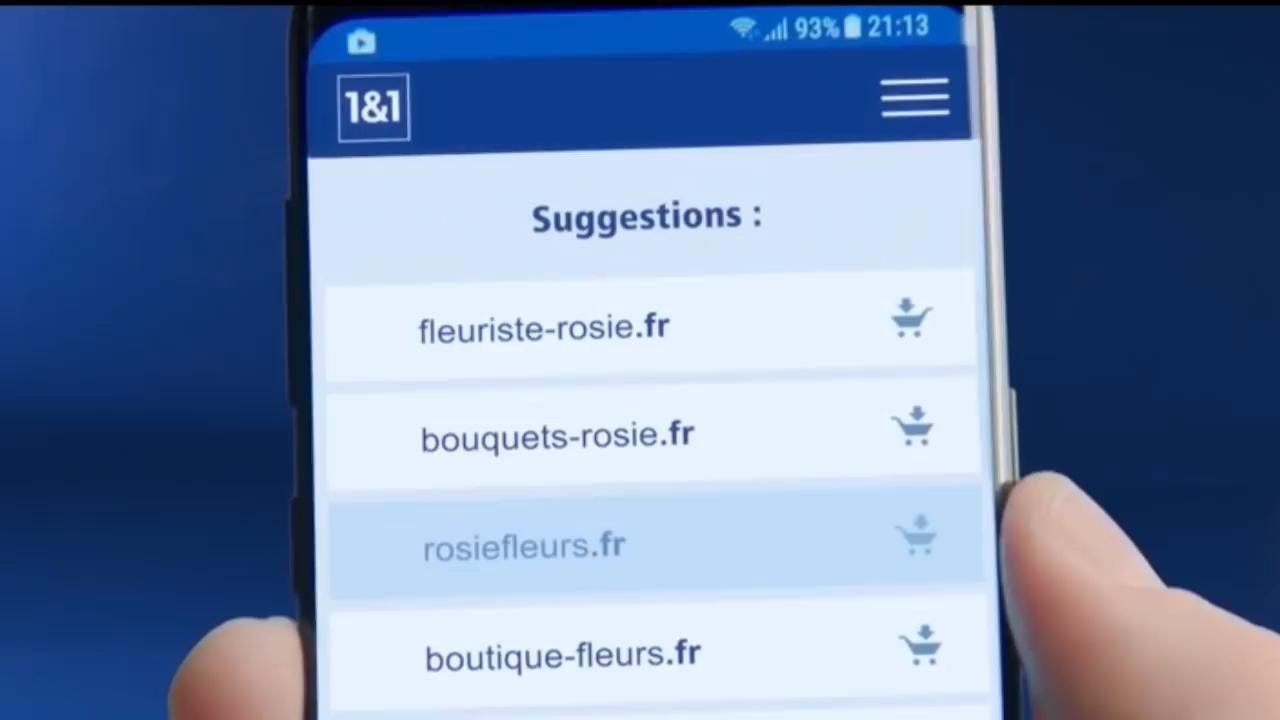 93% 21:13
1&1
Suggestions :
fleuriste-rosie.fr
bouquets-rosie.fr
rosiefleurs.fr
boutique-fleurs.fr